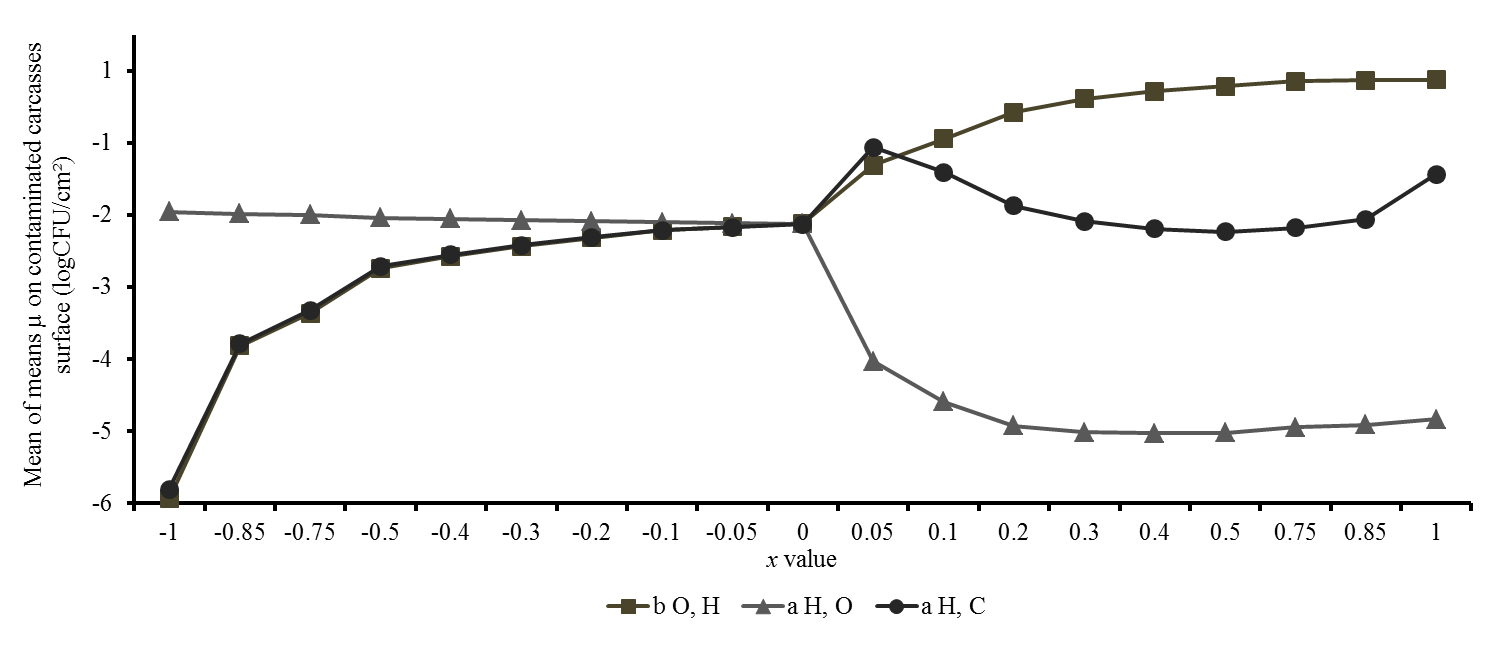 Mean of means μ on contaminated carcasses
surface (logCFU/cm²)
1
-1
-2
-3
-4
-5
-6
-1 -0.85 -0.75 -0.5 -0.4 -0.3 -0.2 -0.1 -0.05 0 0.05 0.1 0.2 0.3 0.4 0.5 0.75 0.85 1
x value
b O, H a H, O a H, C